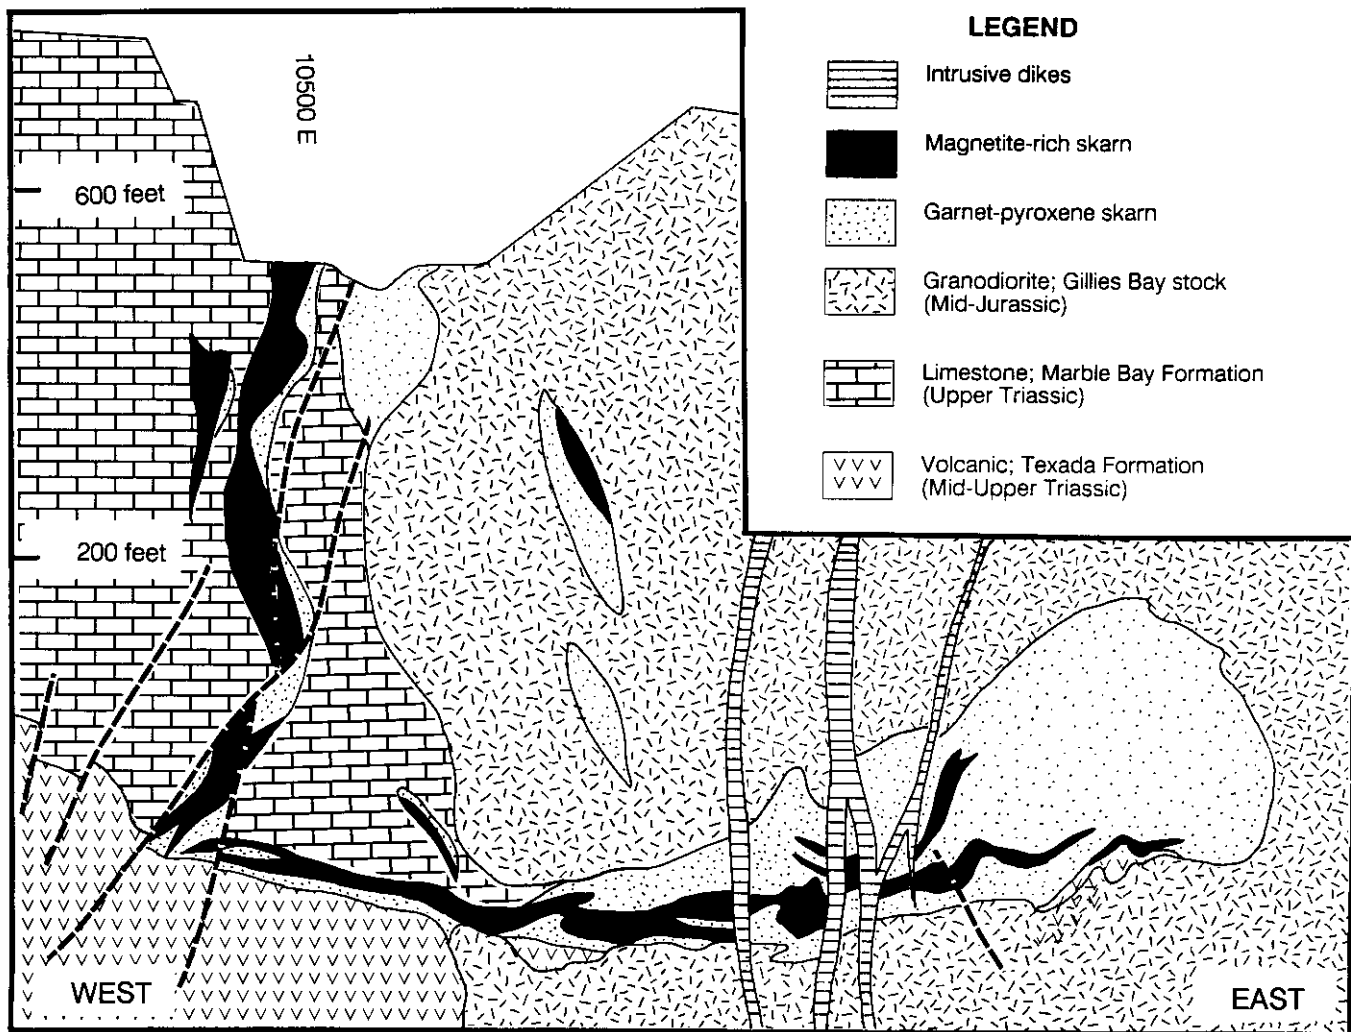 LEGEND
Intrusive dikes
Magnetite-rich skarn
Garnet-pyroxene skarn
Granodiorite; Gillies Bay stock
(Mid-Jurassic)
Limestone; Marble Bay Formation
(Upper Triassic)
Volcanic; Texada Formation
(Mid-Upper Triassic)
10500 E
600 feet
200 feet
WEST
EAST